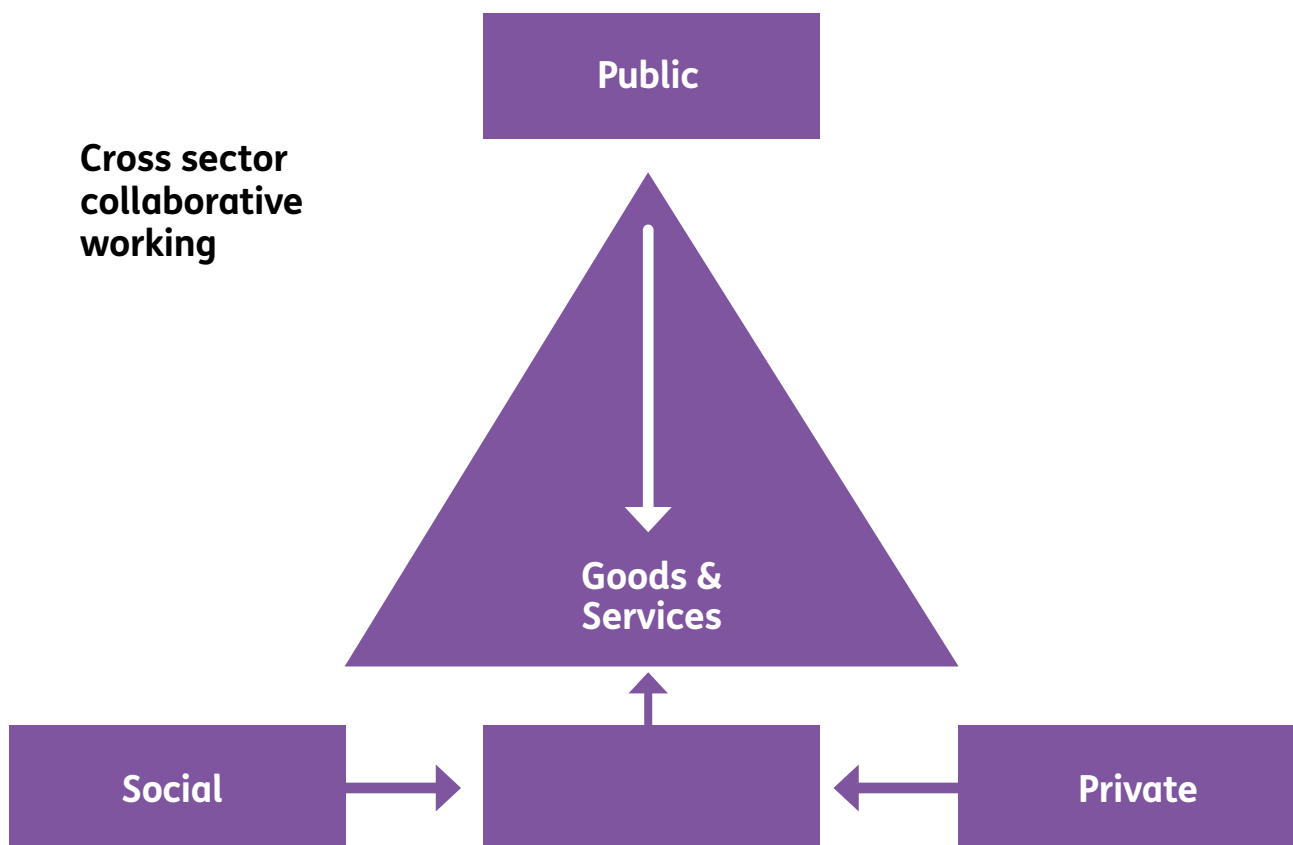 Public
Cross sector
collaborative
working
Goods &
Services
Social
Private